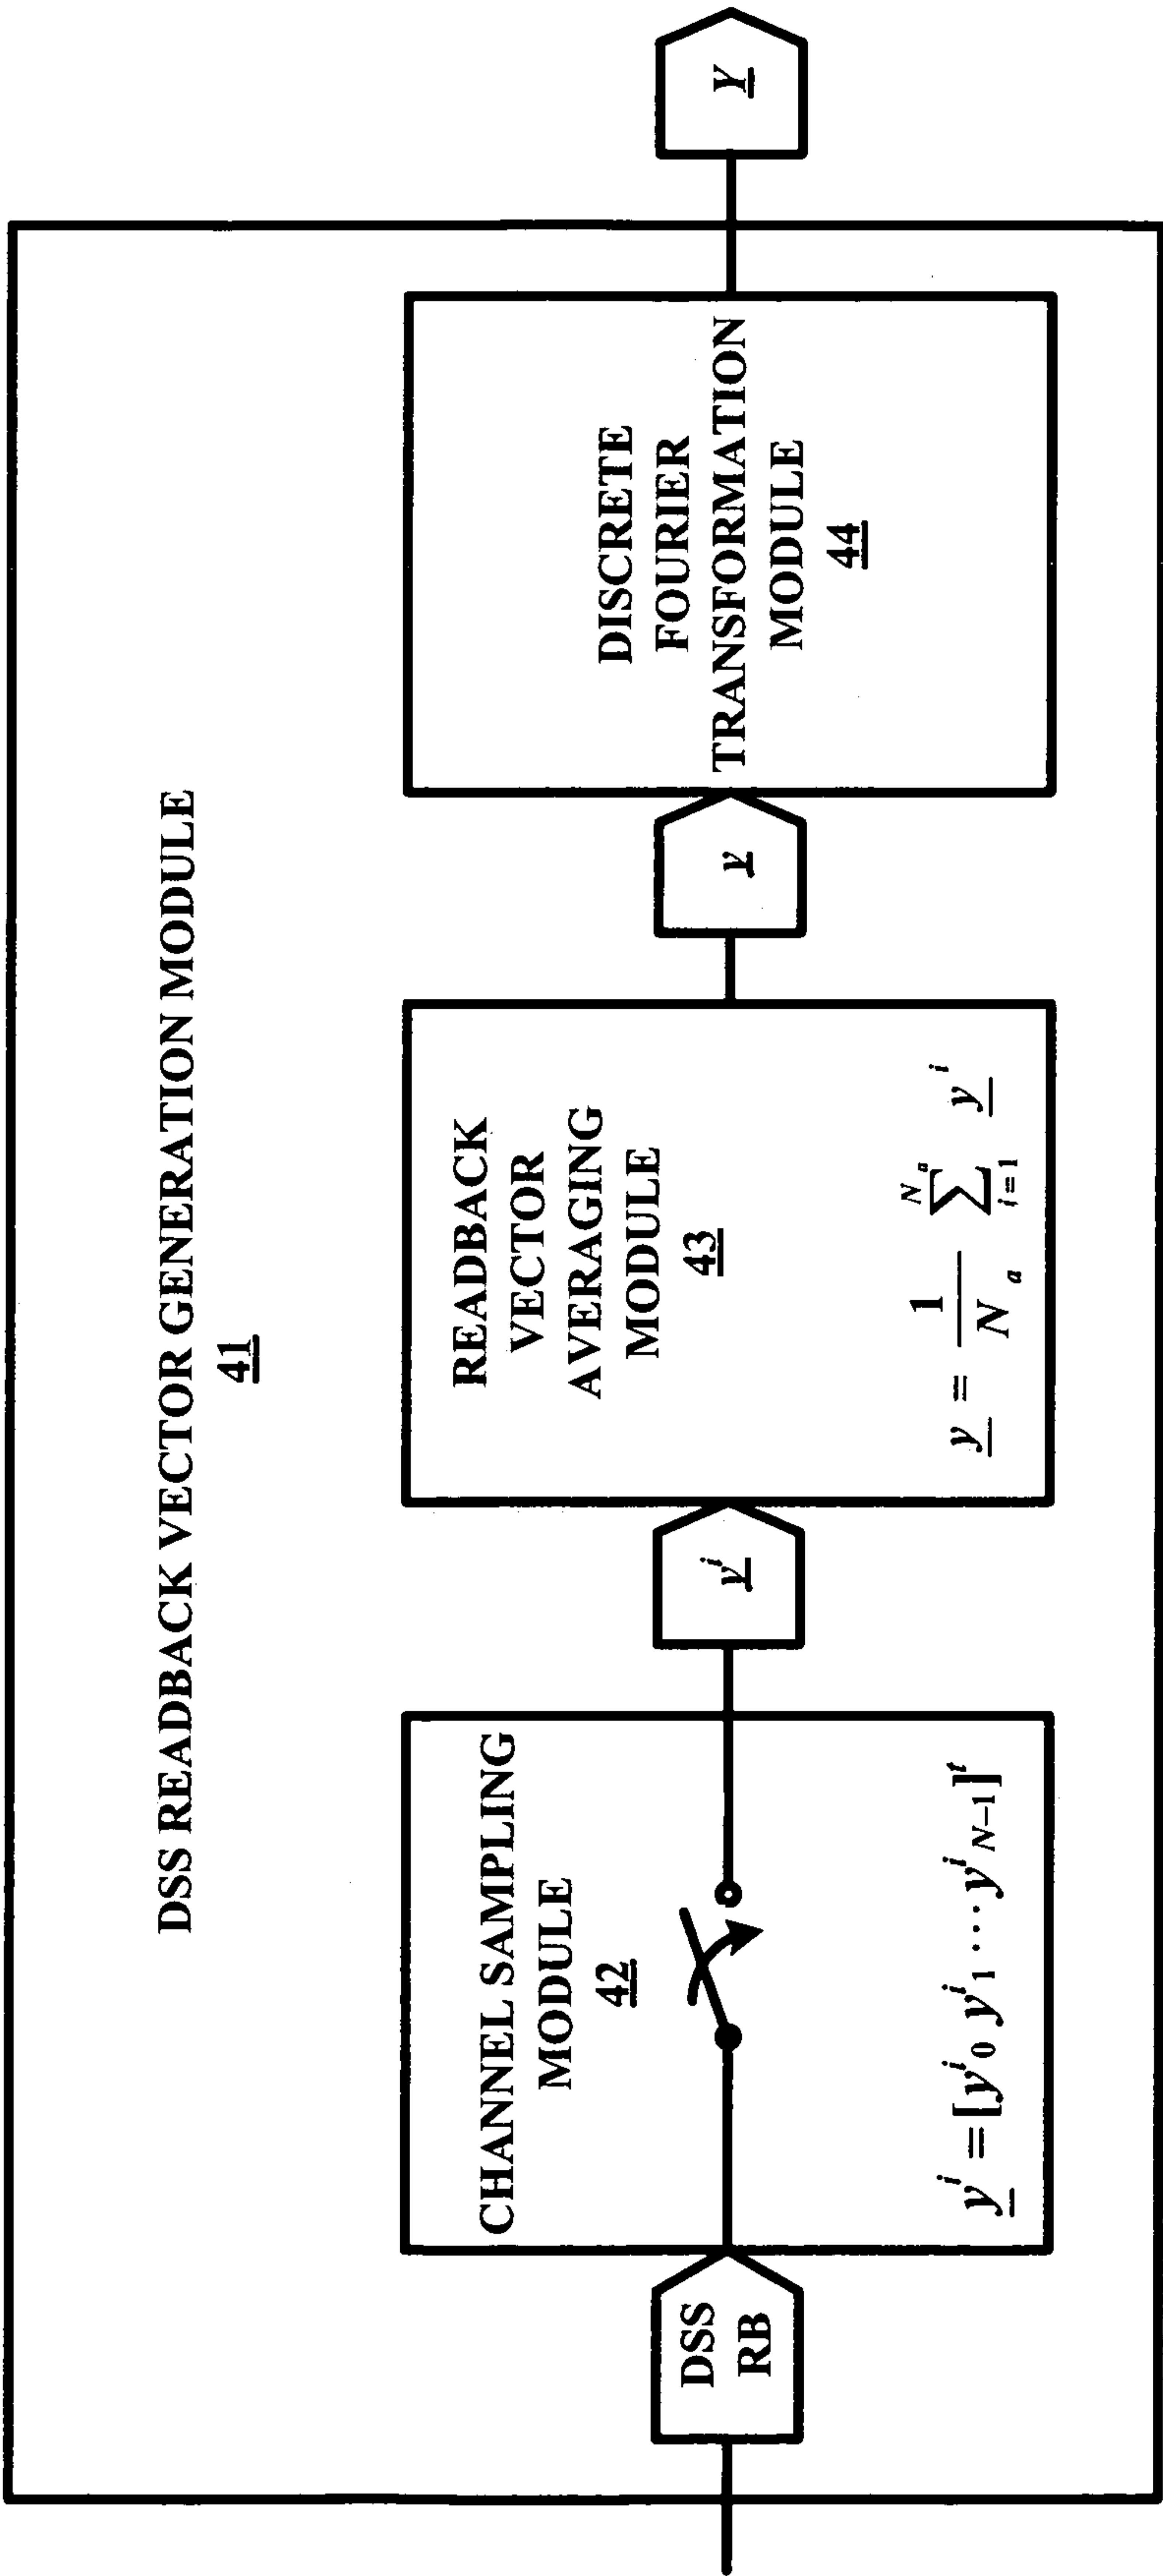 DSS READBACK VECTOR GENERATION MODULE
41
DSS
RB
CHANNEL SAMPLING
MODULE
42
y^i = [y^i_0 y^i_1 ⋯ y^i_{N−1}]^t
y^i
READBACK
VECTOR
AVERAGING
MODULE
43
y = 1/N_a ∑_{i=1}^{N_a} y^i
y
DISCRETE
FOURIER
TRANSFORMATION
MODULE
44
Y